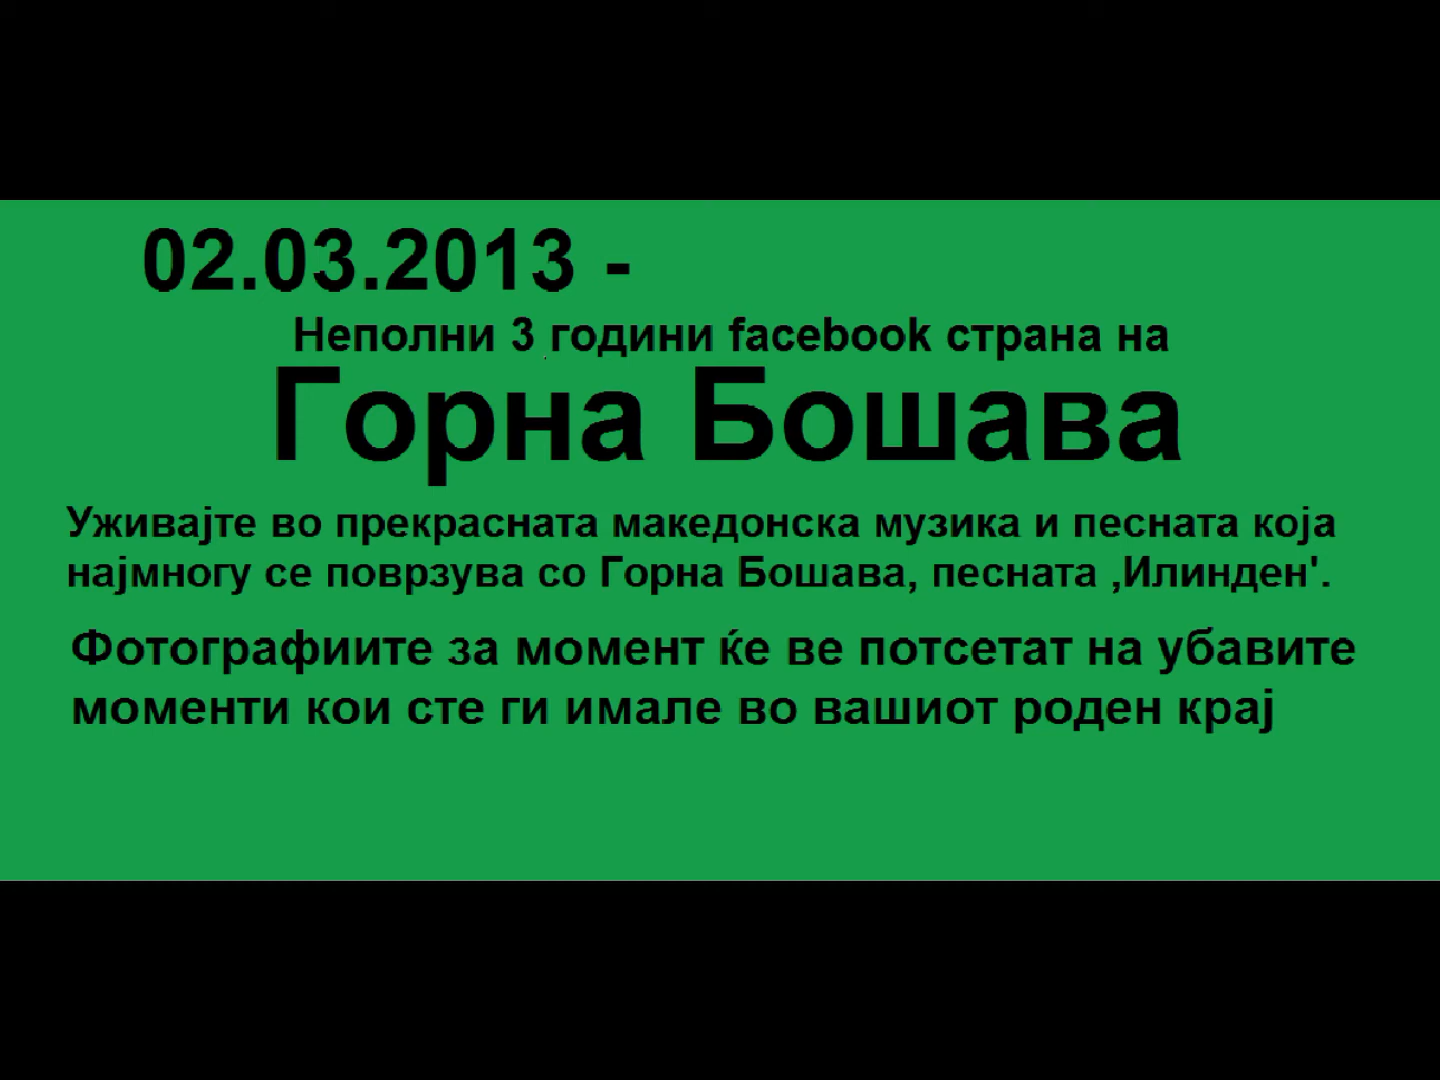 02.03.2013 -
Неполни 3 години facebook страна на
Горна Бошава
Уживајте во прекрасната македонска музика и песната која
најмногу се поврзува со Горна Бошава, песната ,Илинден'.
Фотографиите за момент ќе ве потсетат на убавите
моменти кои сте ги имале во вашиот роден крај